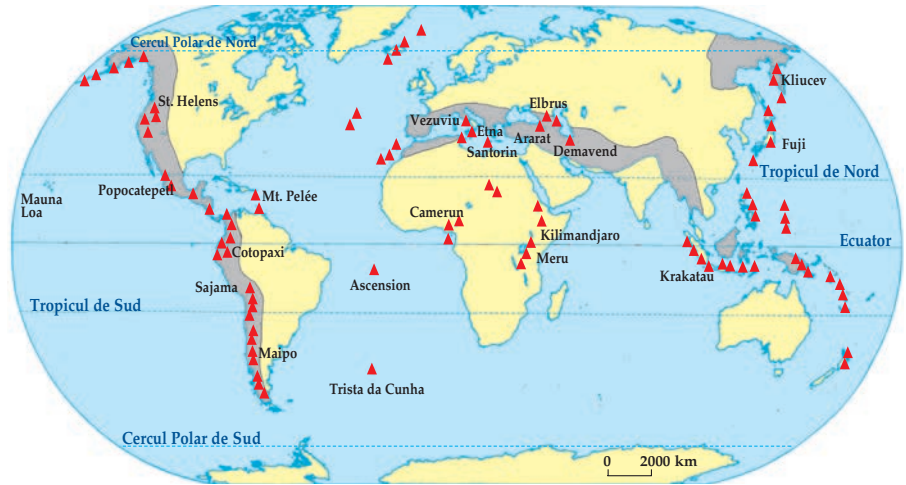 Cercul Polar de Nord
St. Helens
Kliucev
Elbrus
Vezuviu
Etna
Ararat
Santorin
Demavend
Fuji
Tropicul de Nord
Popocatepetl
Mauna
Loa
Mt. Pelée
Camerun
Kilimandjaro
Ecuator
Cotopaxi
Meru
Krakatau
Sajama
Ascension
Tropicul de Sud
Maipo
Trista da Cunha
Cercul Polar de Sud
0 2000 km